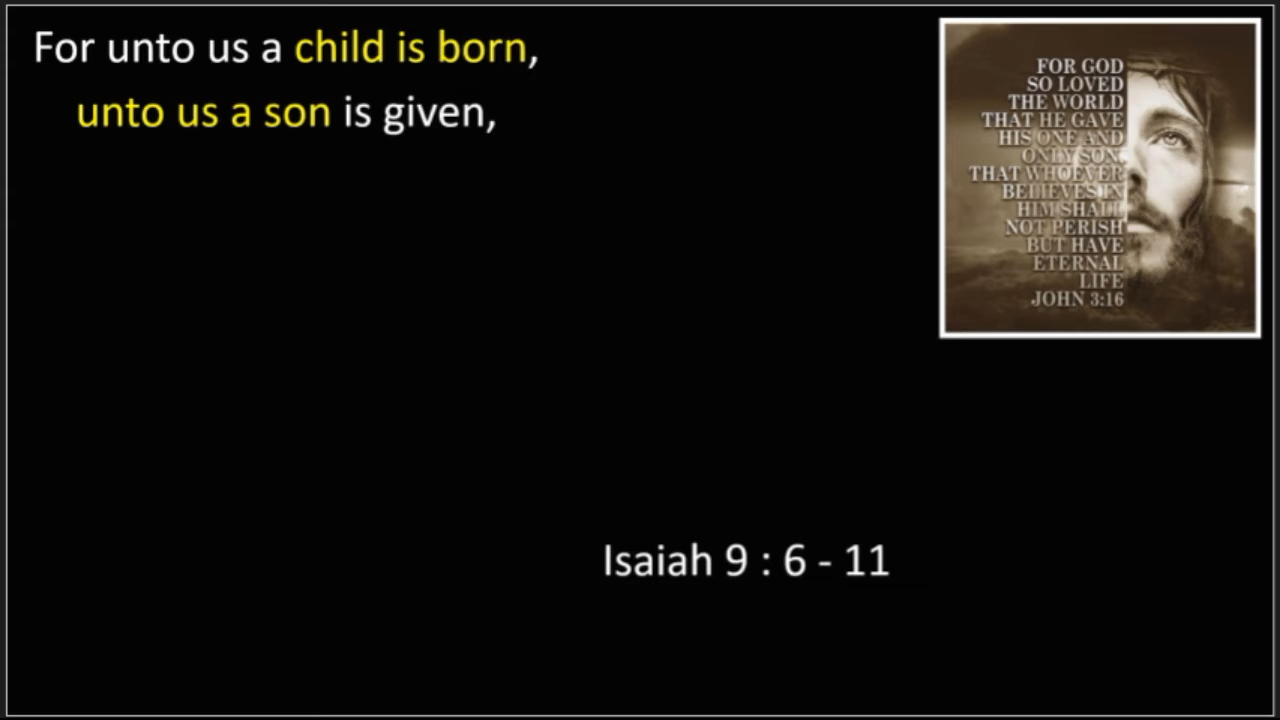 For unto us a child is born,
unto us a son is given,
FOR GOD
SO LOVED
THE WORLD
THAT HE GAVE
HIS ONE AND
ONLY SON,
THAT WHOEVER
BELIEVES IN
HIM SHALL
NOT PERISH
BUT HAVE
ETERNAL
LIFE
JOHN 3:16
Isaiah 9 : 6 - 11